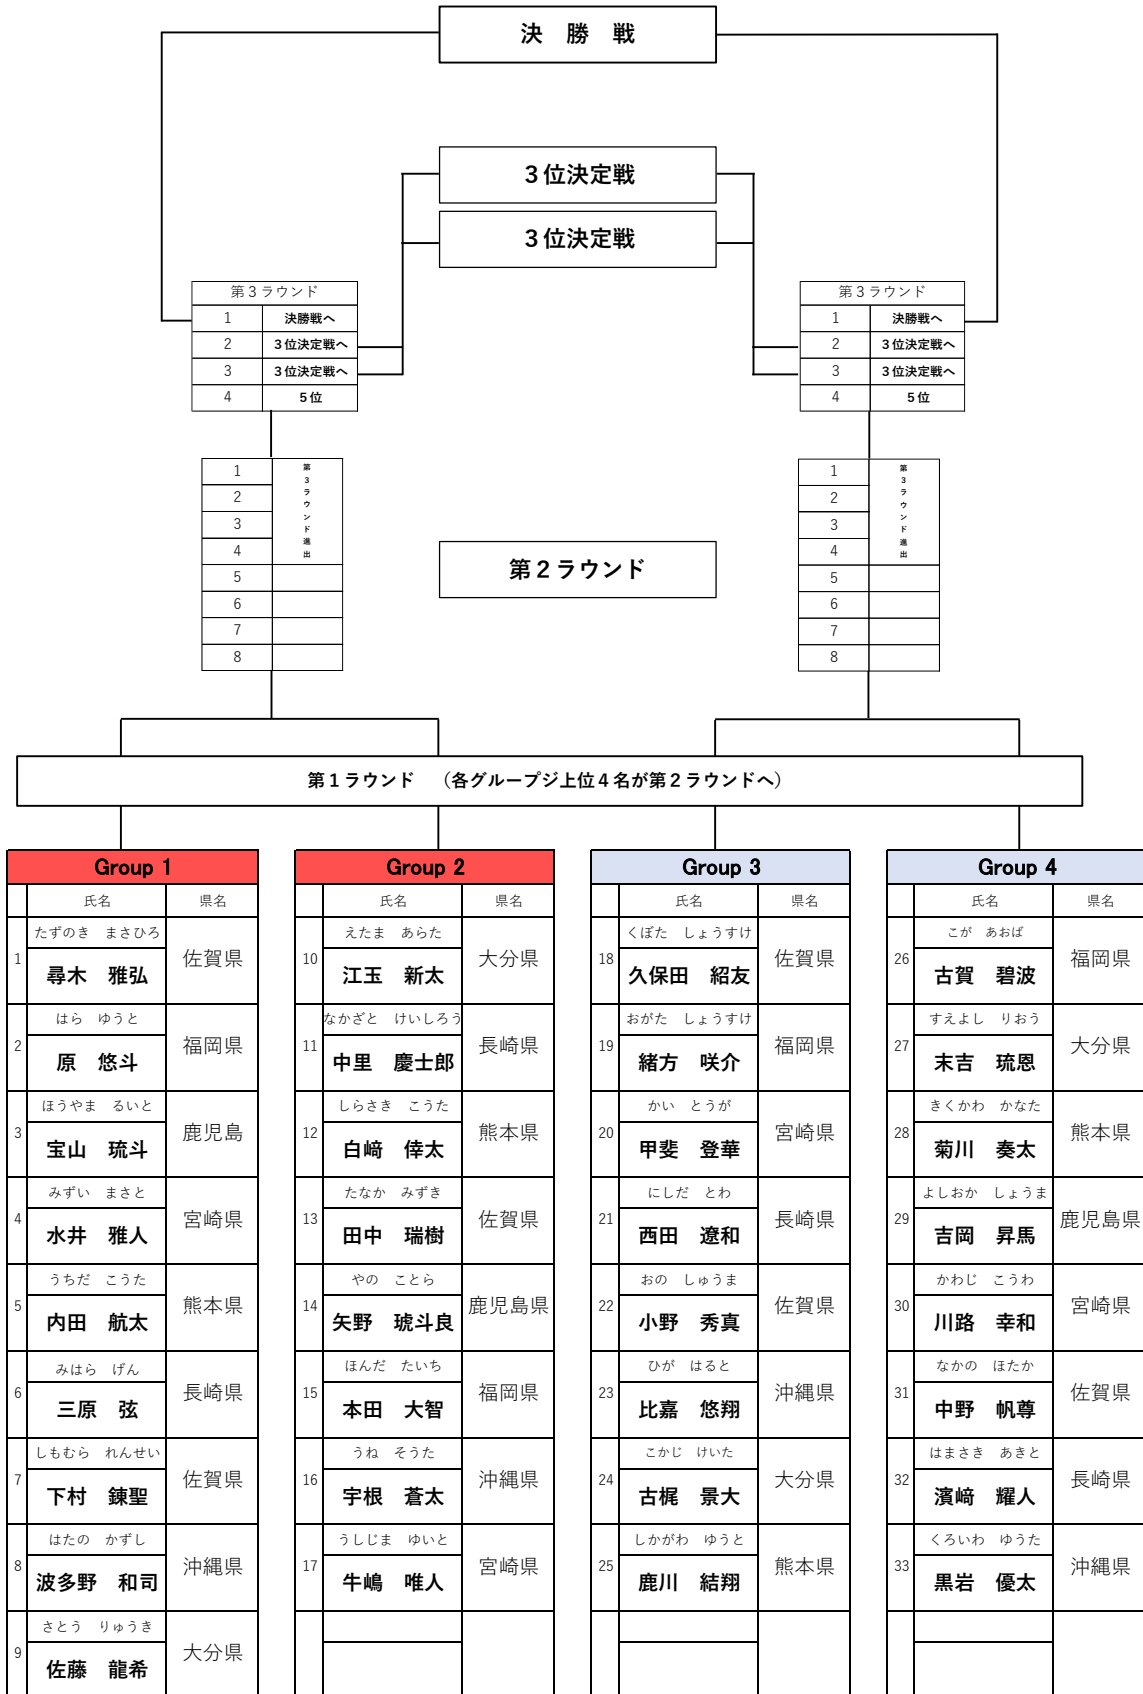 決　勝　戦
３位決定戦
３位決定戦
第３ラウンド
1 決勝戦へ
2 ３位決定戦へ
3 ３位決定戦へ
4 ５位
第３ラウンド
1 決勝戦へ
2 ３位決定戦へ
3 ３位決定戦へ
4 ５位
1
2
3
4
5
6
7
8
第３ラウンド進出
第２ラウンド
1
2
3
4
5
6
7
8
第３ラウンド進出
第１ラウンド　（各グループジ上位４名が第２ラウンドへ）
Group 1
氏名 県名
たずのき　まさひろ
1 尋木　雅弘 佐賀県
はら　ゆうと
2 原　悠斗 福岡県
ほうやま　るいと
3 宝山　琉斗 鹿児島
みずい　まさと
4 水井　雅人 宮崎県
うちだ　こうた
5 内田　航太 熊本県
みはら　げん
6 三原　弦 長崎県
しもむら　れんせい
7 下村　錬聖 佐賀県
はたの　かずし
8 波多野　和司 沖縄県
さとう　りゅうき
9 佐藤　龍希 大分県
Group 2
氏名 県名
えたま　あらた
10 江玉　新太 大分県
なかざと　けいしろう
11 中里　慶士郎 長崎県
しらさき　こうた
12 白﨑　倖太 熊本県
たなか　みずき
13 田中　瑞樹 佐賀県
やの　ことら
14 矢野　琥斗良 鹿児島県
ほんだ　たいち
15 本田　大智 福岡県
うね　そうた
16 宇根　蒼太 沖縄県
うしじま　ゆいと
17 牛嶋　唯人 宮崎県
Group 3
氏名 県名
くぼた　しょうすけ
18 久保田　紹友 佐賀県
おがた　しょうすけ
19 緒方　咲介 福岡県
かい　とうが
20 甲斐　登華 宮崎県
にしだ　とわ
21 西田　遼和 長崎県
おの　しゅうま
22 小野　秀真 佐賀県
ひが　はると
23 比嘉　悠翔 沖縄県
こかじ　けいた
24 古梶　景大 大分県
しかがわ　ゆうと
25 鹿川　結翔 熊本県
Group 4
氏名 県名
こが　あおば
26 古賀　碧波 福岡県
すえよし　りおう
27 末吉　琉恩 大分県
きくかわ　かなた
28 菊川　奏太 熊本県
よしおか　しょうま
29 吉岡　昇馬 鹿児島県
かわじ　こうわ
30 川路　幸和 宮崎県
なかの　ほたか
31 中野　帆尊 佐賀県
はまさき　あきと
32 濱﨑　耀人 長崎県
くろいわ　ゆうた
33 黒岩　優太 沖縄県